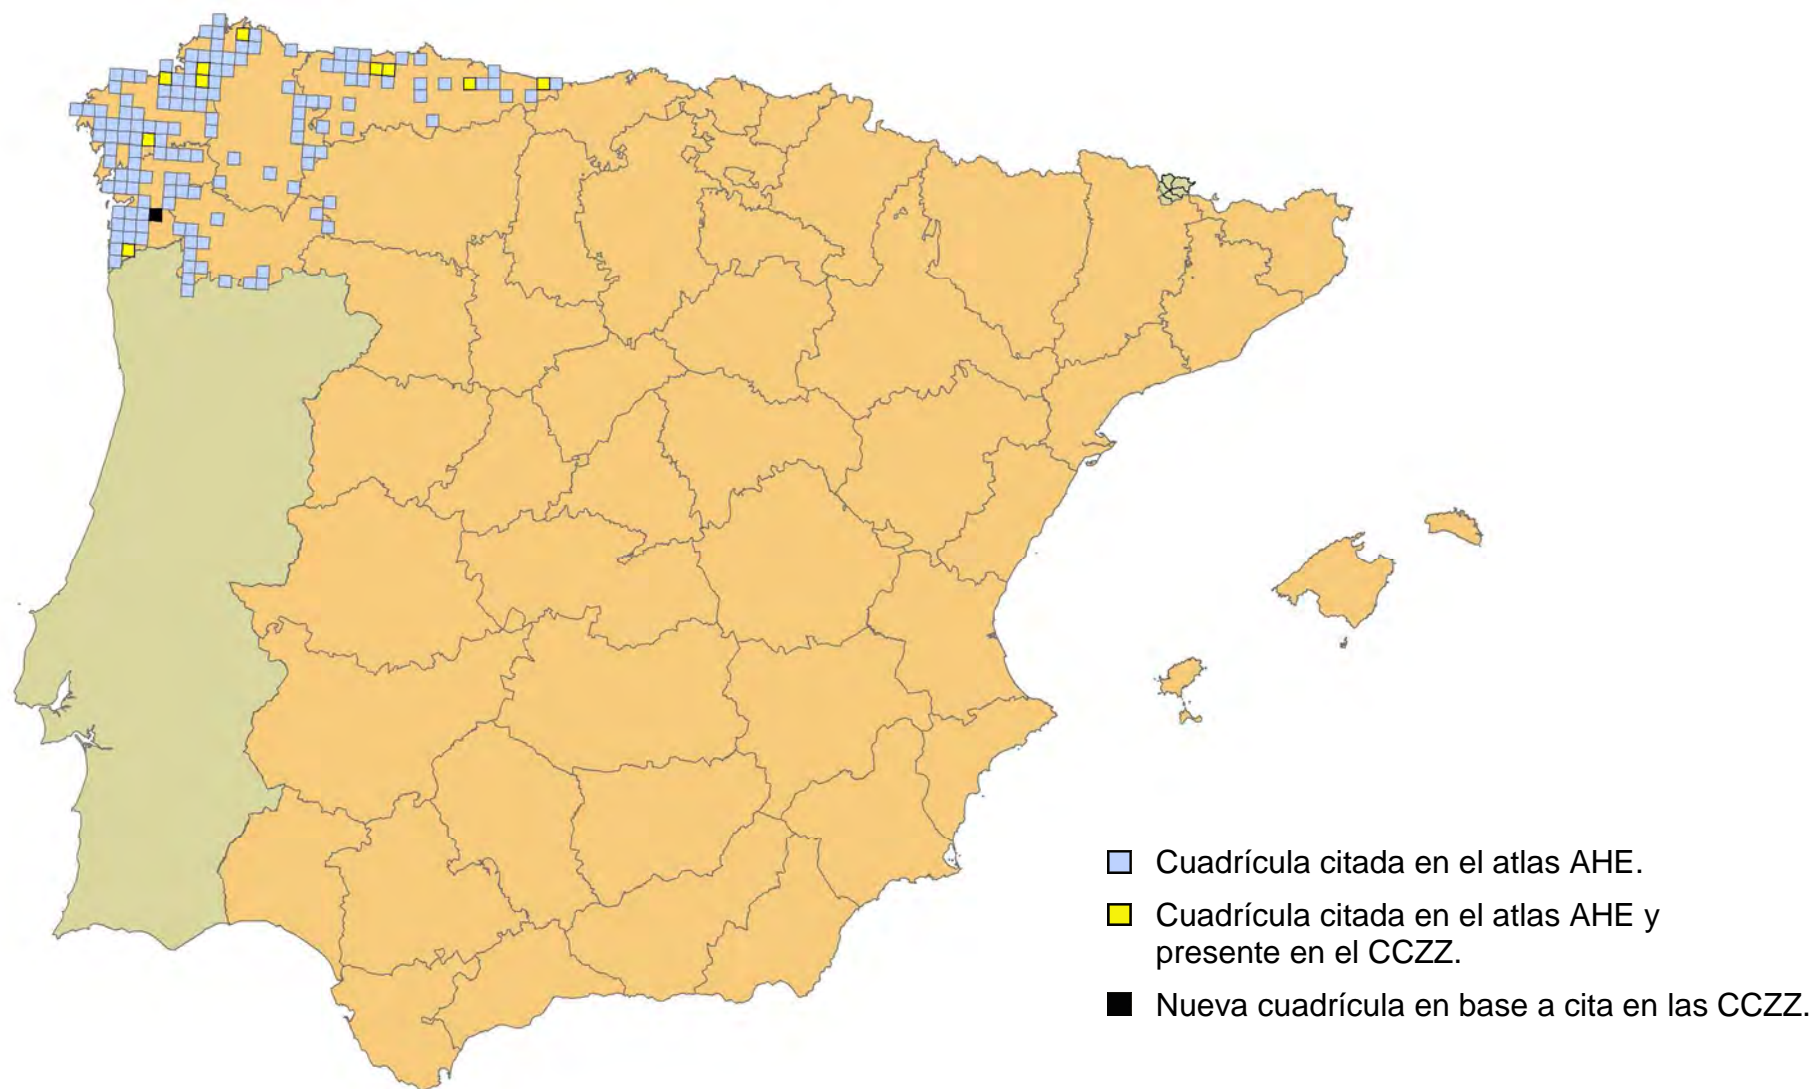 Cuadrícula citada en el atlas AHE.
Cuadrícula citada en el atlas AHE y
presente en el CCZZ.
Nueva cuadrícula en base a cita en las CCZZ.